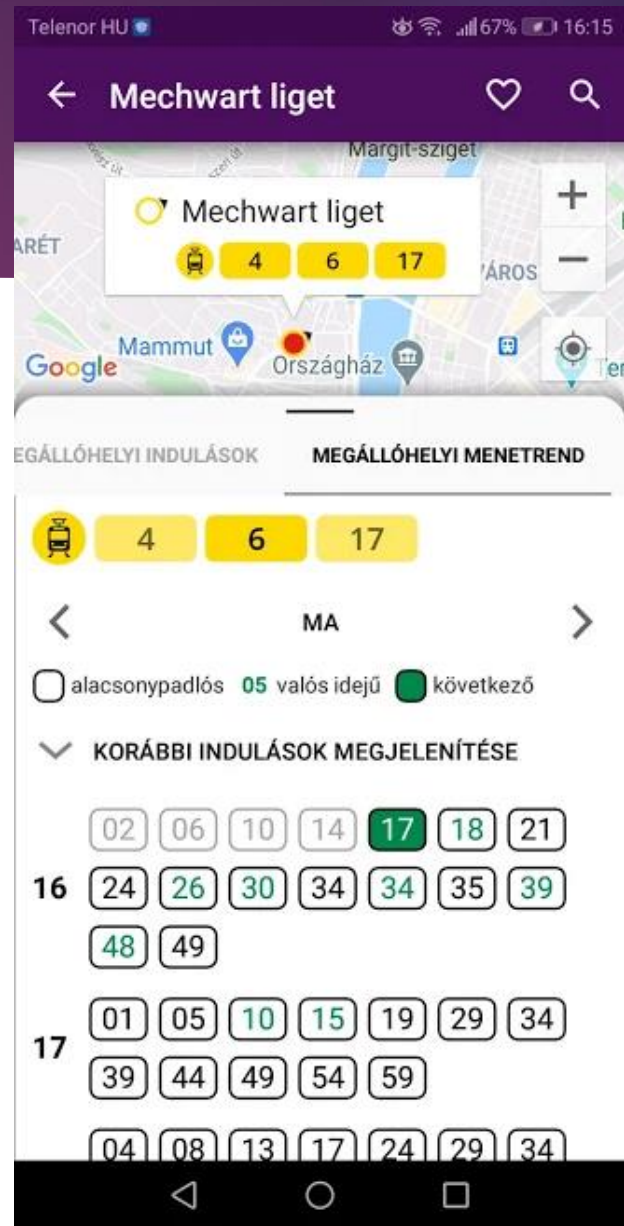 Telenor HU 67% 16:15
Mechwart liget
Margit-sziget
Mechwart liget
4 6 17
ARÉT
ÁROS
Mammut
Országház
Google
EGÁLLÓHELYI INDULÁSOK MEGÁLLÓHELYI MENETREND
4 6 17
MA
alacsonypadlós 05 valós idejű következő
KORÁBBI INDULÁSOK MEGJELENÍTÉSE
02 06 10 14 17 18 21
16 24 26 30 34 34 35 39
48 49
01 05 10 15 19 29 34
17
39 44 49 54 59
04 08 13 17 24 29 34